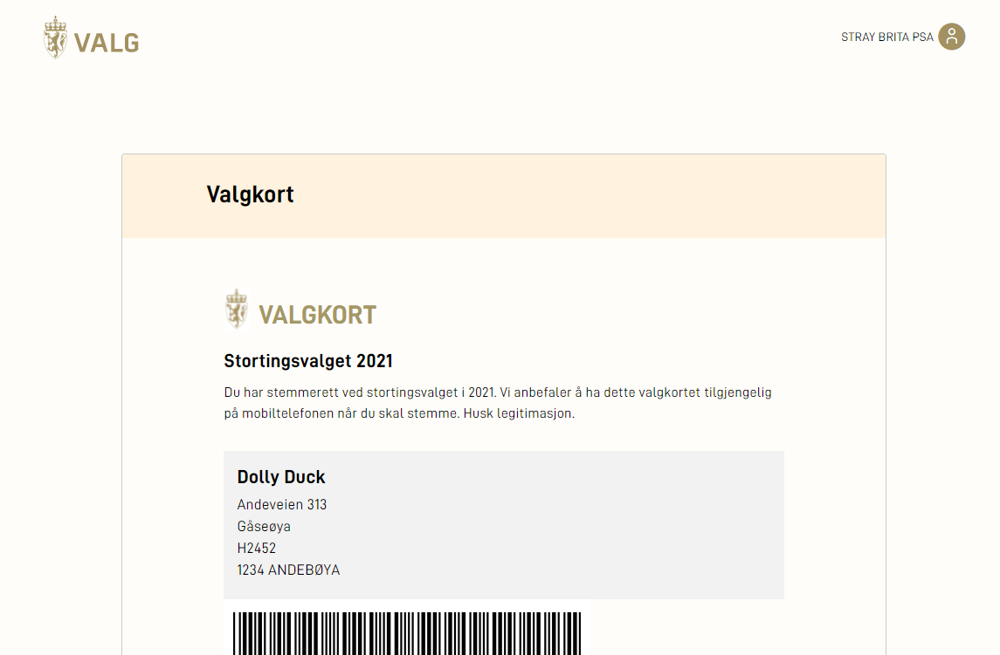 VALG
STRAY BRITA PSA
Valgkort
VALGKORT
Stortingsvalget 2021
Du har stemmerett ved stortingsvalget i 2021. Vi anbefaler å ha dette valgkortet tilgjengelig
på mobiltelefonen når du skal stemme. Husk legitimasjon.
Dolly Duck
Andeveien 313
Gåseøya
H2452
1234 ANDEBØYA